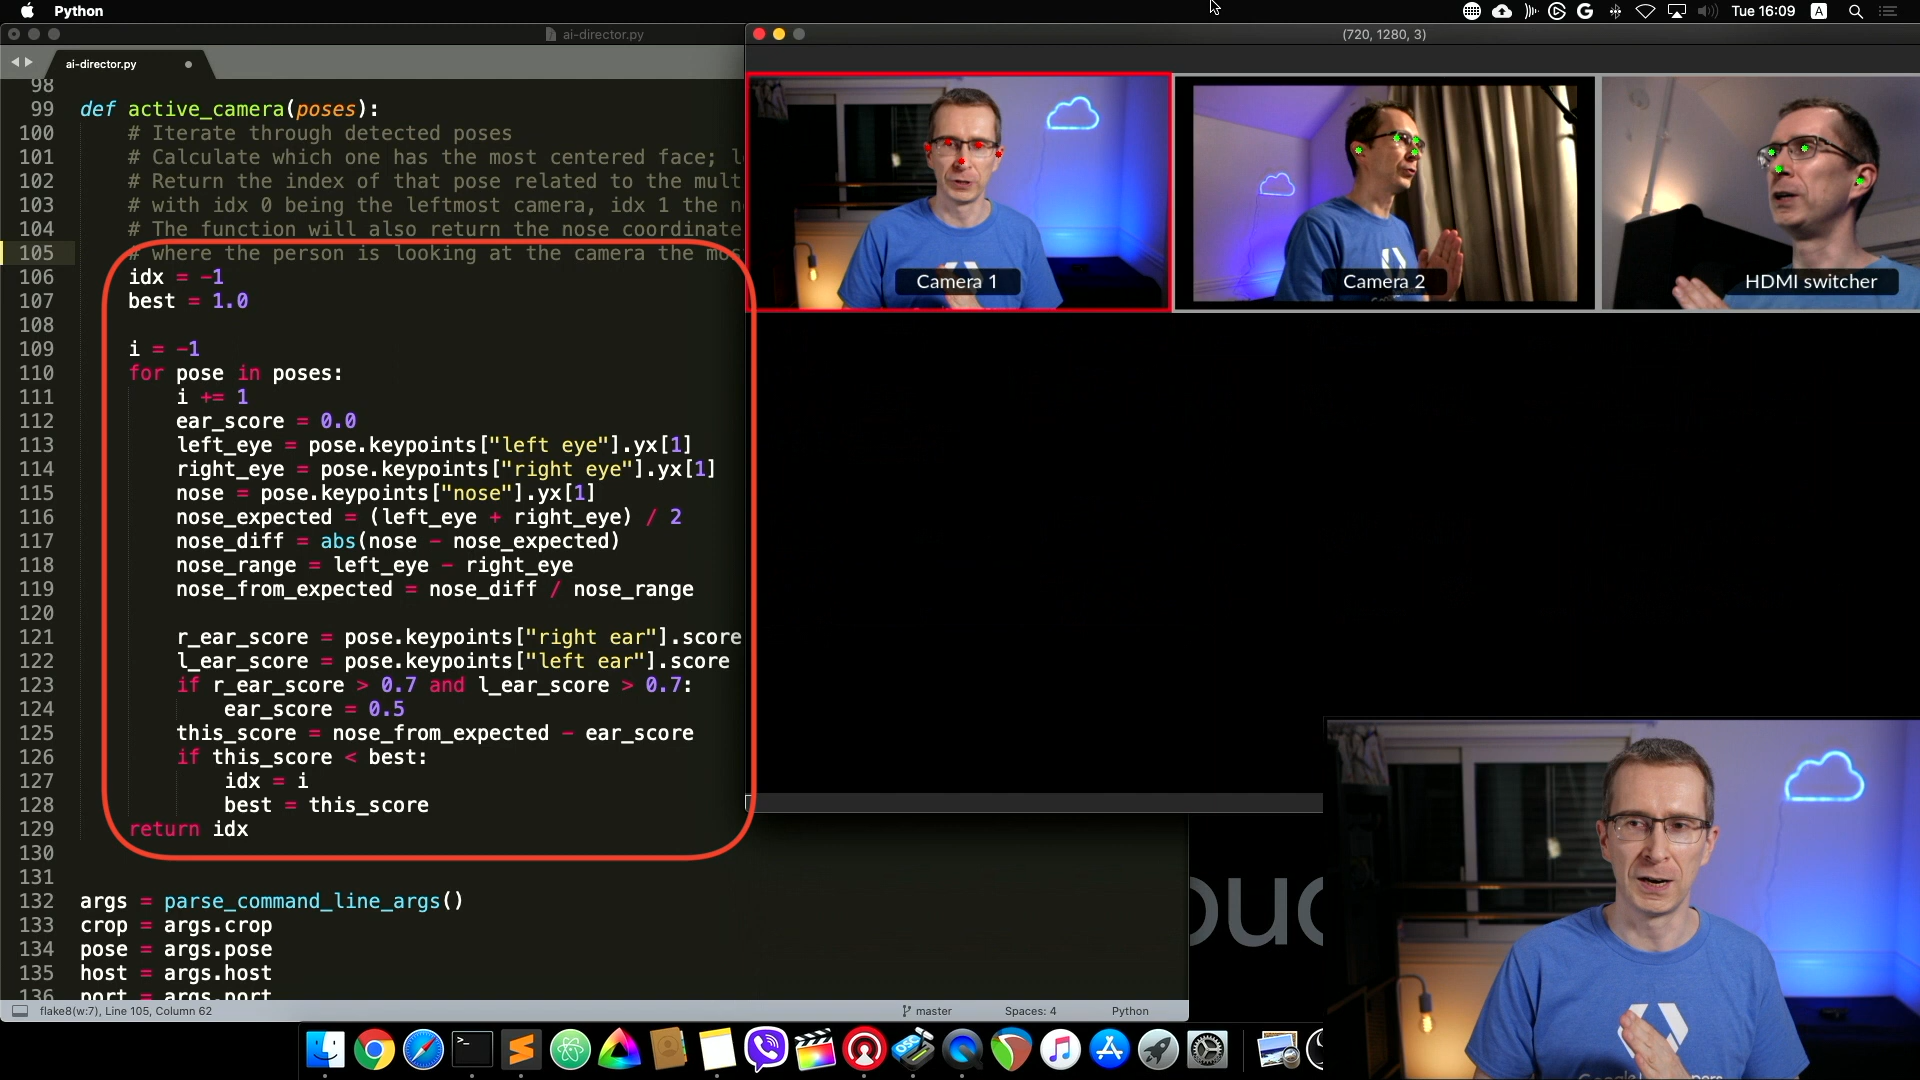 Python
Tue 16:09
A
ai-director.py
(720, 1280, 3)
ai-director.py
98
99 def active_camera(poses):
100 # Iterate through detected poses
101 # Calculate which one has the most centered face;
102 # Return the index of that pose related to the mult
103 # with idx 0 being the leftmost camera, idx 1 the
104 # The function will also return the nose coordinate
105 # where the person is looking at the camera the mos
106 idx = -1
107 best = 1.0
108
109 i = -1
110 for pose in poses:
111 i += 1
112 ear_score = 0.0
113 left_eye = pose.keypoints["left eye"].yx[1]
114 right_eye = pose.keypoints["right eye"].yx[1]
115 nose = pose.keypoints["nose"].yx[1]
116 nose_expected = (left_eye + right_eye) / 2
117 nose_diff = abs(nose - nose_expected)
118 nose_range = left_eye - right_eye
119 nose_from_expected = nose_diff / nose_range
120
121 r_ear_score = pose.keypoints["right ear"].score
122 l_ear_score = pose.keypoints["left ear"].score
123 if r_ear_score > 0.7 and l_ear_score > 0.7:
124 ear_score = 0.5
125 this_score = nose_from_expected - ear_score
126 if this_score < best:
127 idx = i
128 best = this_score
129 return idx
130
131
132 args = parse_command_line_args()
133 crop = args.crop
134 pose = args.pose
135 host = args.host
136 port = args.port
Camera 1
Camera 2
HDMI switcher
flake8(w:7), Line 105, Column 62
master
Spaces: 4
Python
OSC